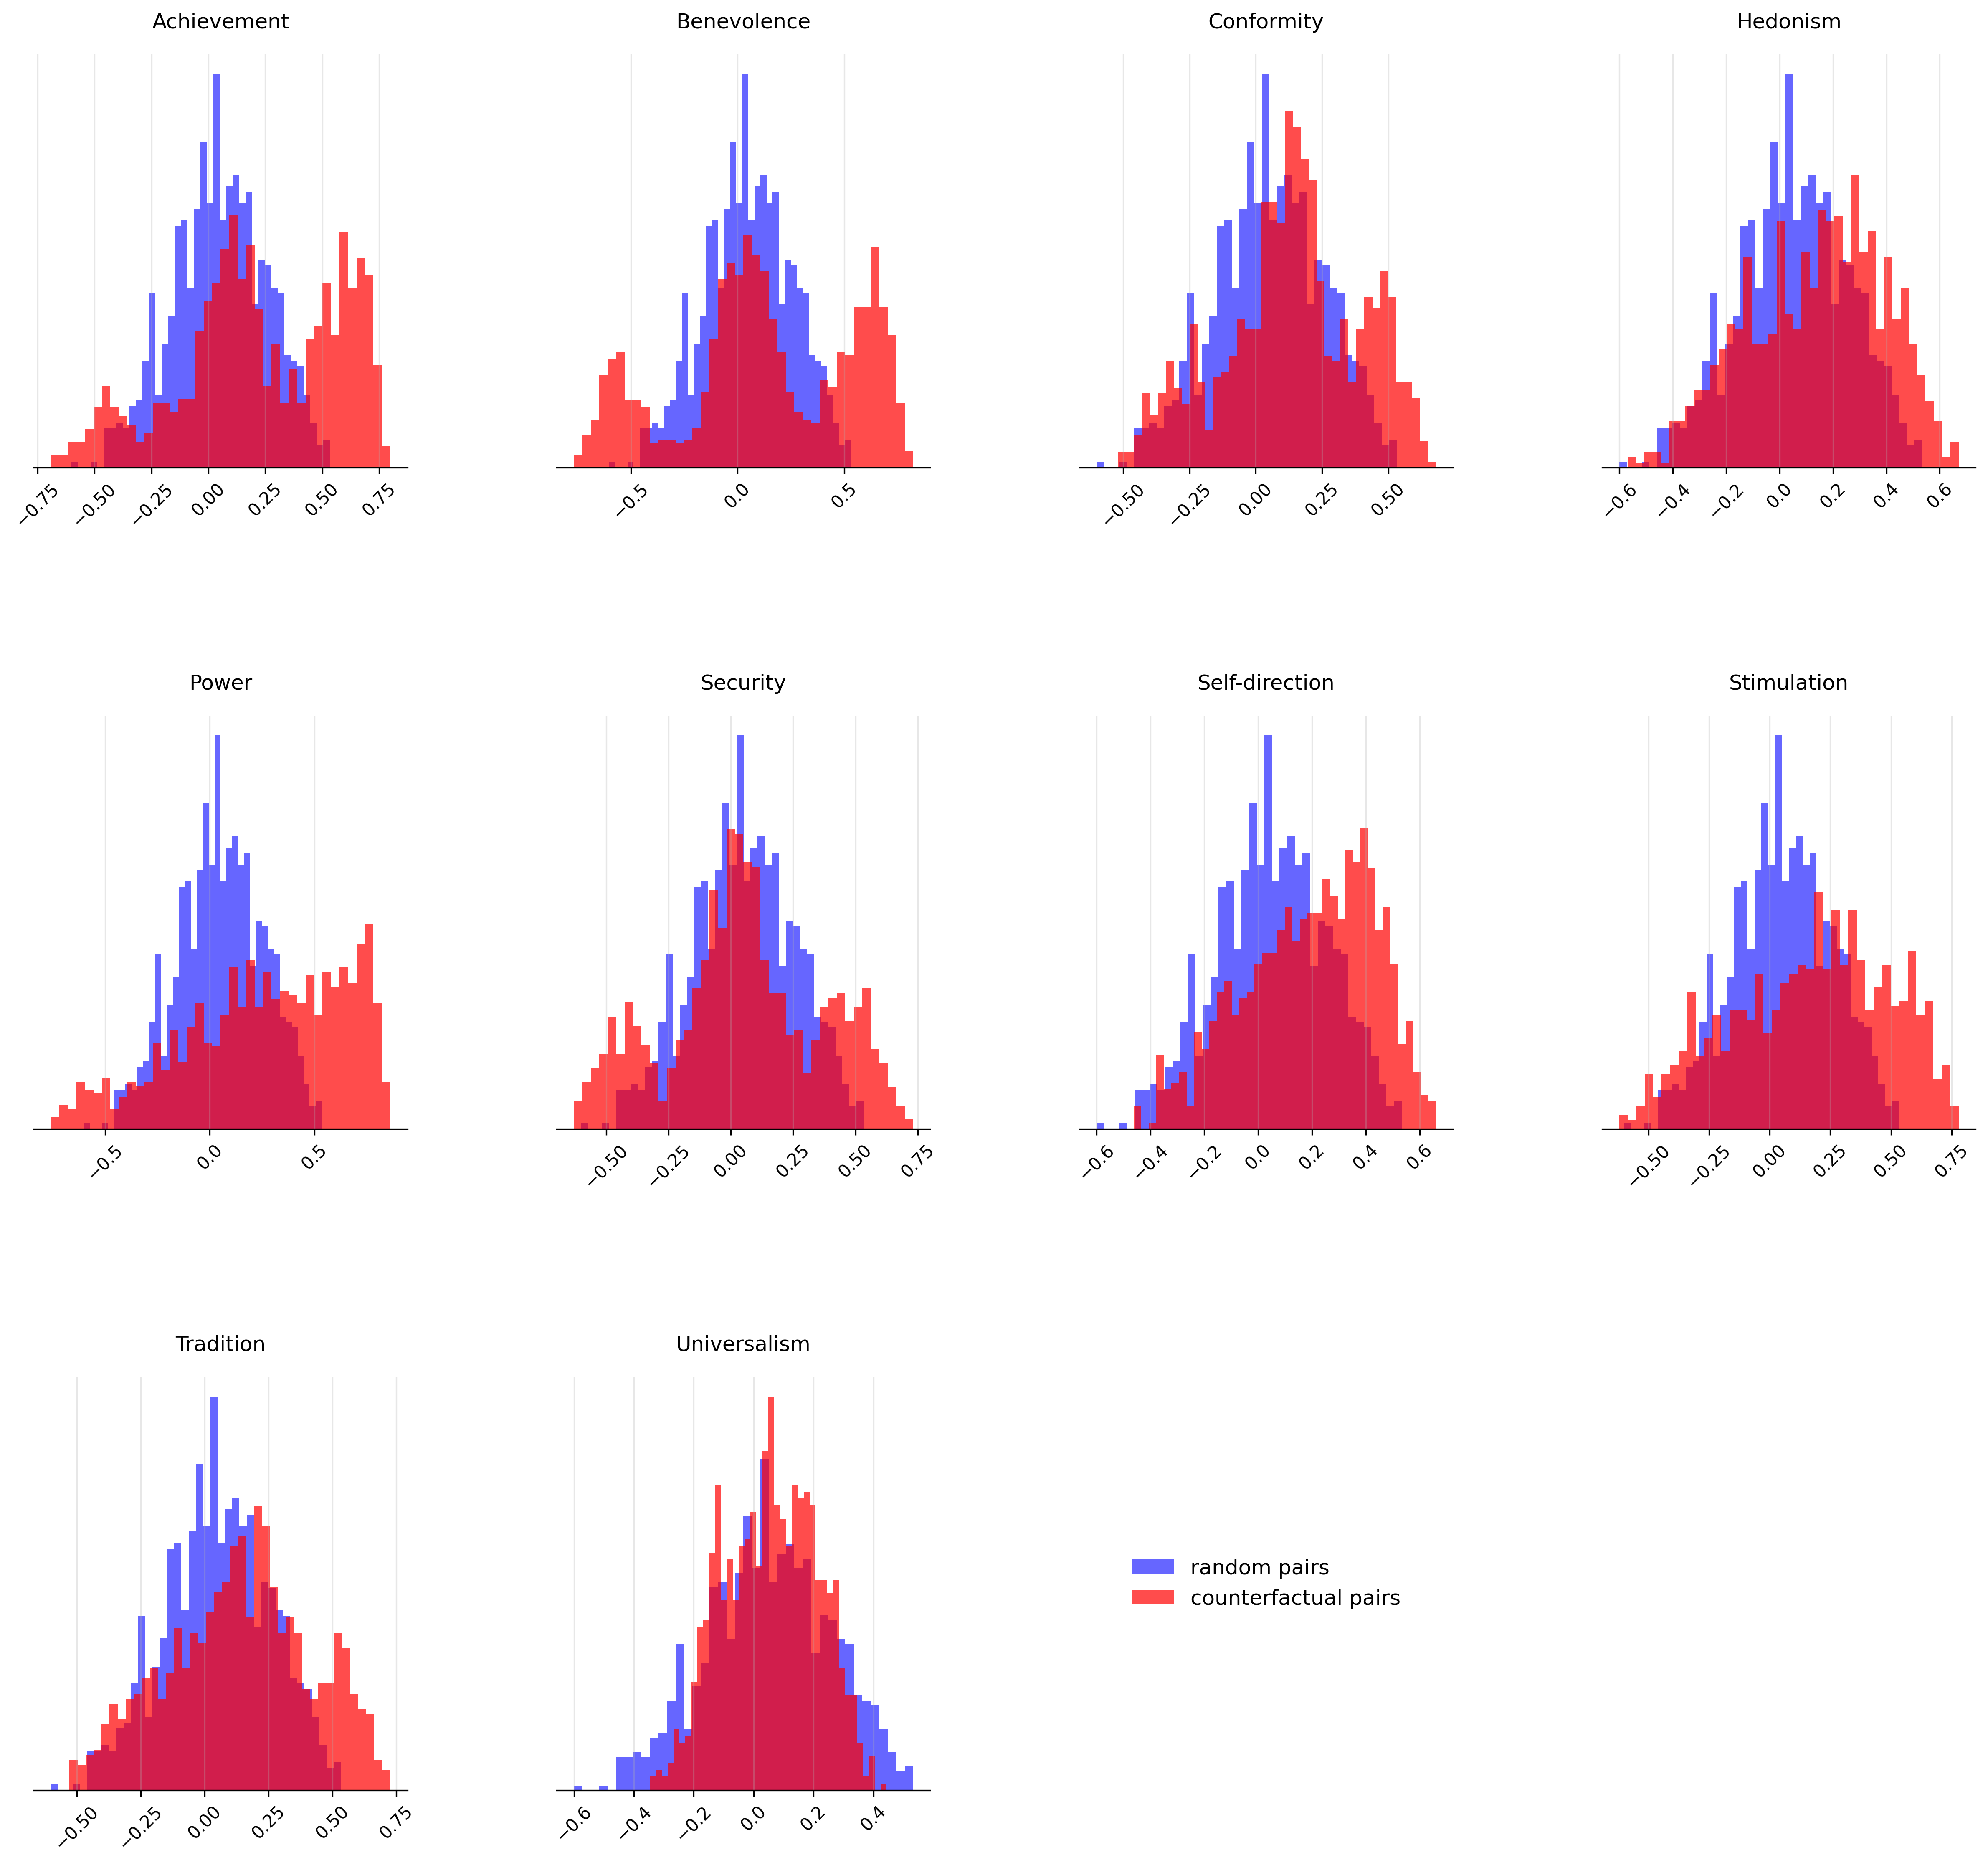 Achievement Benevolence Conformity Hedonism
−0.75 −0.50 −0.25 0.00 0.25 0.50 0.75 −0.5 0.0 0.5 −0.50 −0.25 0.00 0.25 0.50 −0.6 −0.4 −0.2 0.0 0.2 0.4 0.6
Power Security Self-direction Stimulation
−0.5 0.0 0.5 −0.50 −0.25 0.00 0.25 0.50 0.75 −0.6 −0.4 −0.2 0.0 0.2 0.4 0.6 −0.50 −0.25 0.00 0.25 0.50 0.75
Tradition Universalism
random pairs
counterfactual pairs
−0.50 −0.25 0.00 0.25 0.50 0.75 −0.6 −0.4 −0.2 0.0 0.2 0.4